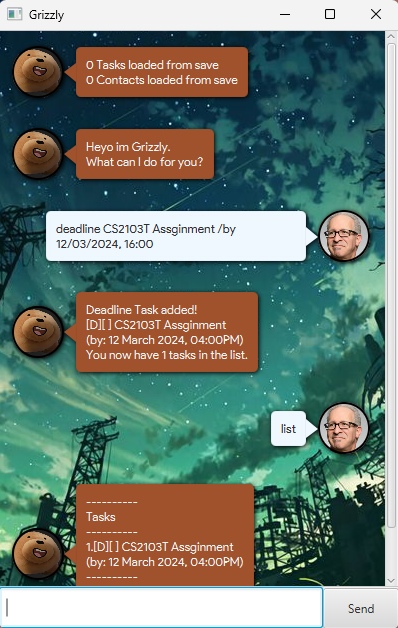 Grizzly
0 Tasks loaded from save
0 Contacts loaded from save
Heyo im Grizzly.
What can I do for you?
deadline CS2103T Assginment /by
12/03/2024, 16:00
Deadline Task added!
[D][ ] CS2103T Assginment
(by: 12 March 2024, 04:00PM)
You now have 1 tasks in the list.
list
----------
Tasks
----------
1.[D][ ] CS2103T Assginment
(by: 12 March 2024, 04:00PM)
----------
Send